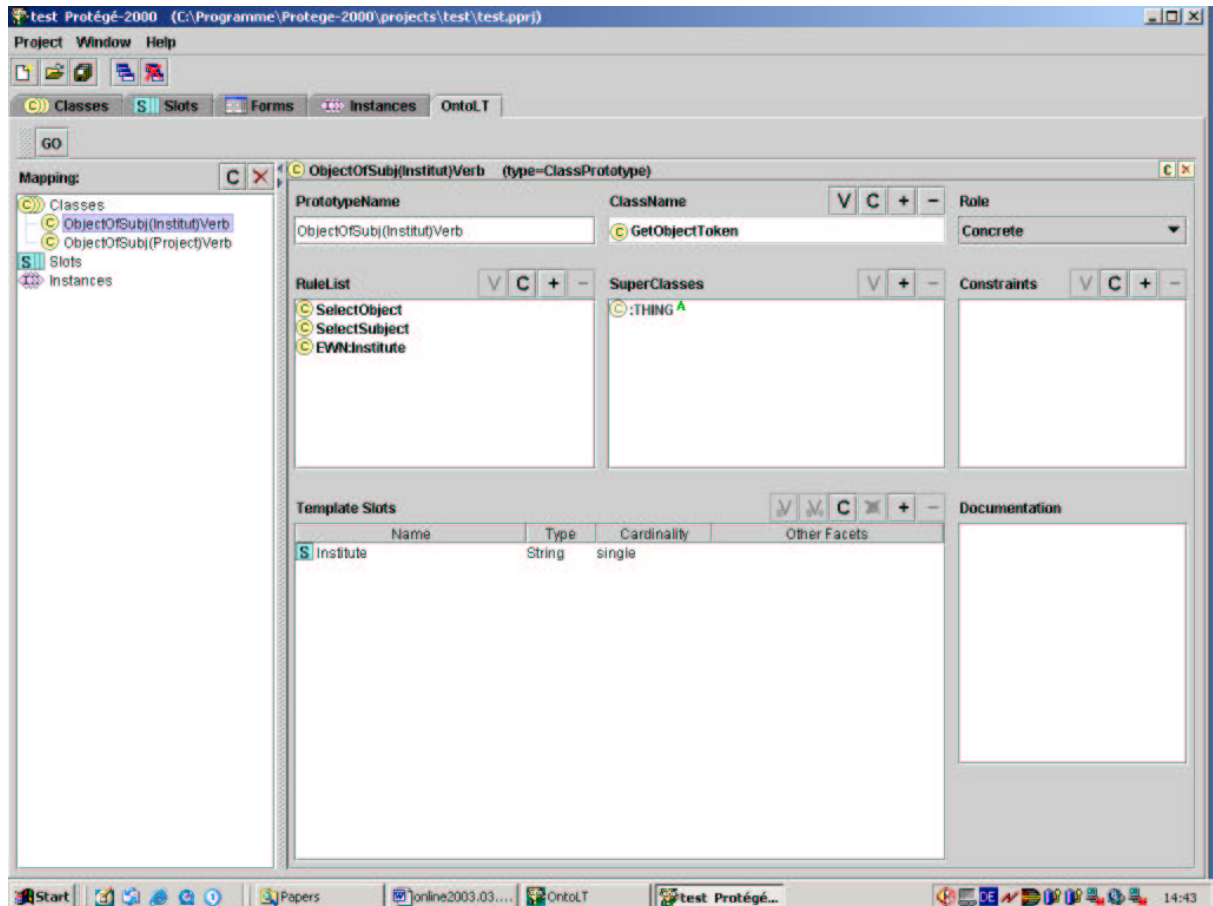 test Protégé-2000 (C:\Programme\Protege-2000\projects\test\test.pprj)
Project Window Help
C Classes S Slots Forms Instances OntoLT
GO
Mapping: C
C ObjectOfSubj(Institut)Verb (type=ClassPrototype) C
C Classes
C ObjectOfSubj(Institut)Verb
C ObjectOfSubj(Project)Verb
S Slots
Instances
PrototypeName
ObjectOfSubj(Institut)Verb
ClassName V C + −
C GetObjectToken
Role
Concrete
RuleList V C + −
C SelectObject
C SelectSubject
C EWN:Institute
SuperClasses V + −
C :THING A
Constraints V C + −
Template Slots V V C + −
Name Type Cardinality Other Facets
S Institute String single
Documentation
Start Papers online2003.03.... OntoLT test Protégé... DE 14:43